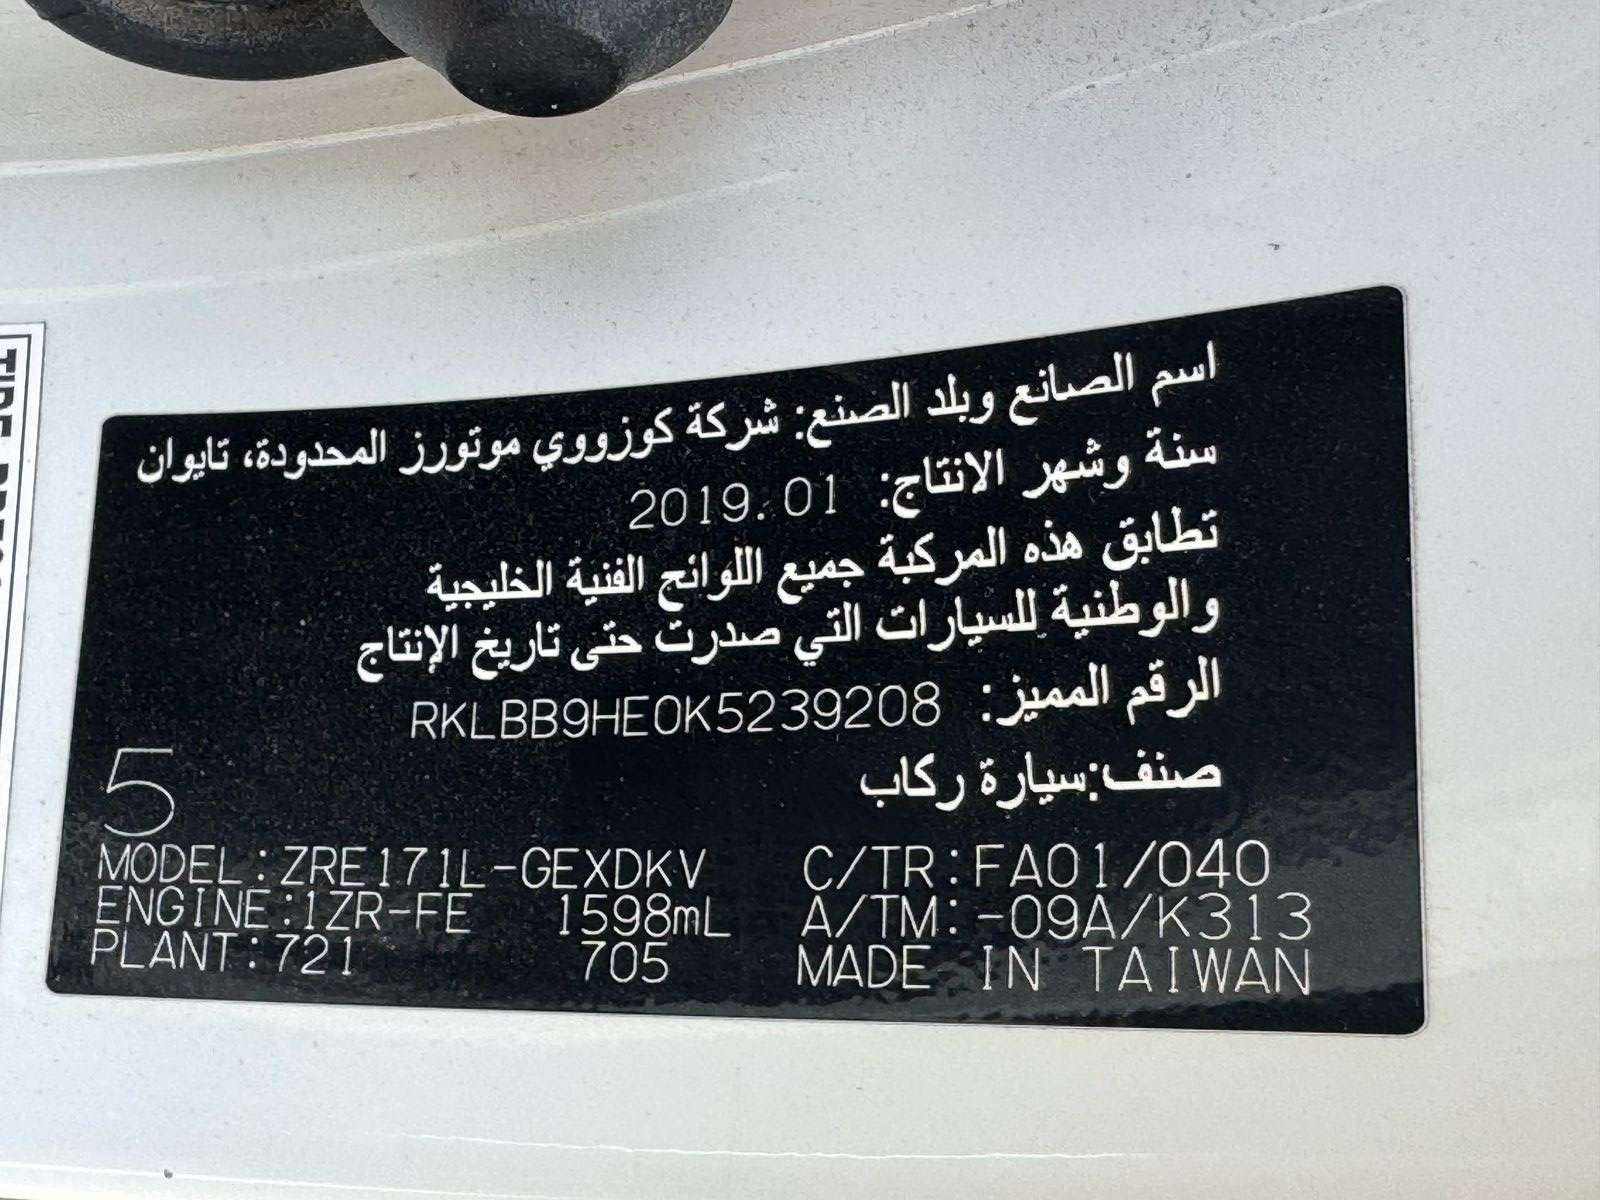 اسم الصانع وبلد الصنع: شركة كوزووي موتورز المحدودة، تايوان
سنة وشهر الانتاج: 2019.01
تطابق هذه المركبة جميع اللوائح الفنية الخليجية
والوطنية للسيارات التي صدرت حتى تاريخ الإنتاج
الرقم المميز: RKLBB9HE0K5239208
صنف:سيارة ركاب
5
MODEL:ZRE171L-GEXDKV C/TR:FA01/040
ENGINE:1ZR-FE 1598mL A/TM:-09A/K313
PLANT:721 705 MADE IN TAIWAN
TIRE